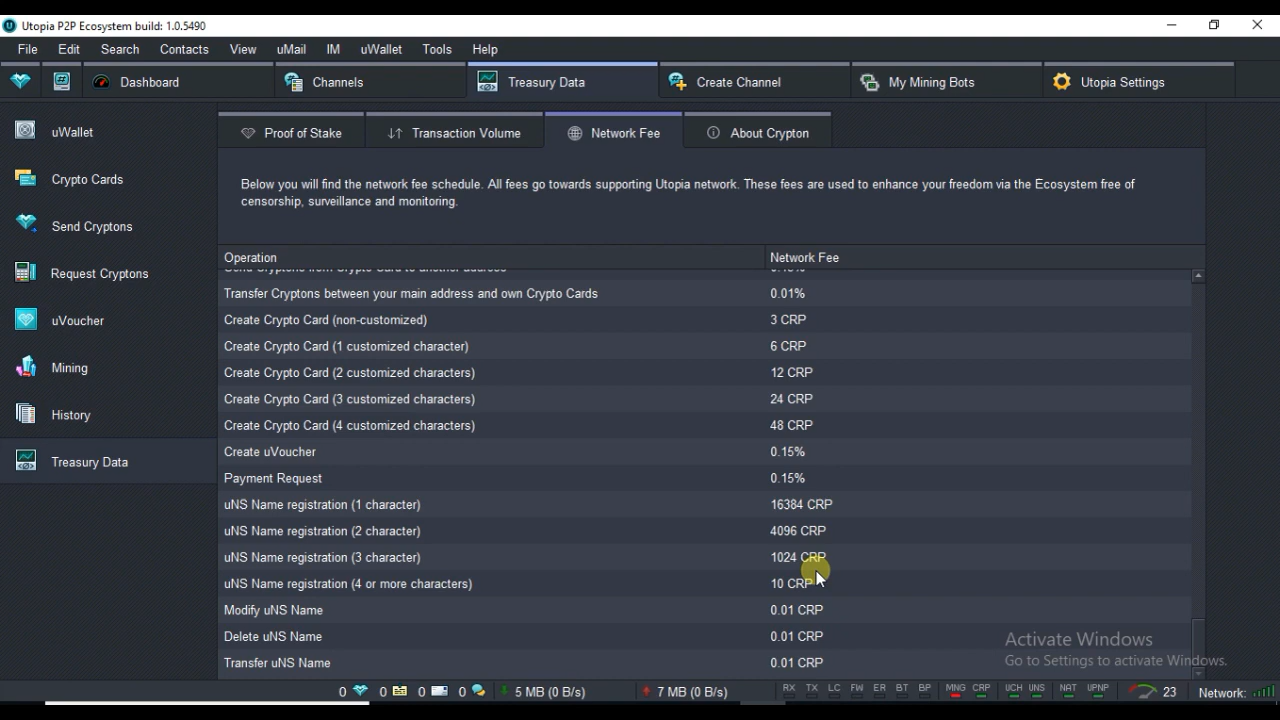 Utopia P2P Ecosystem build: 1.0.5490
File Edit Search Contacts View uMail IM uWallet Tools Help
Dashboard Channels Treasury Data Create Channel My Mining Bots Utopia Settings
uWallet
Crypto Cards
Send Cryptons
Request Cryptons
uVoucher
Mining
History
Treasury Data
Proof of Stake Transaction Volume Network Fee About Crypton
Below you will find the network fee schedule. All fees go towards supporting Utopia network. These fees are used to enhance your freedom via the Ecosystem free of
censorship, surveillance and monitoring.
Operation Network Fee
Transfer Cryptons between your main address and own Crypto Cards 0.01%
Create Crypto Card (non-customized) 3 CRP
Create Crypto Card (1 customized character) 6 CRP
Create Crypto Card (2 customized characters) 12 CRP
Create Crypto Card (3 customized characters) 24 CRP
Create Crypto Card (4 customized characters) 48 CRP
Create uVoucher 0.15%
Payment Request 0.15%
uNS Name registration (1 character) 16384 CRP
uNS Name registration (2 character) 4096 CRP
uNS Name registration (3 character) 1024 CRP
uNS Name registration (4 or more characters) 10 CRP
Modify uNS Name 0.01 CRP
Delete uNS Name 0.01 CRP
Transfer uNS Name 0.01 CRP
Activate Windows
Go to Settings to activate Windows.
0 0 0 0 5 MB (0 B/s) 7 MB (0 B/s) RX TX LC FW ER BT BP MNG CRP UCH UNS NAT UPNP 23 Network: